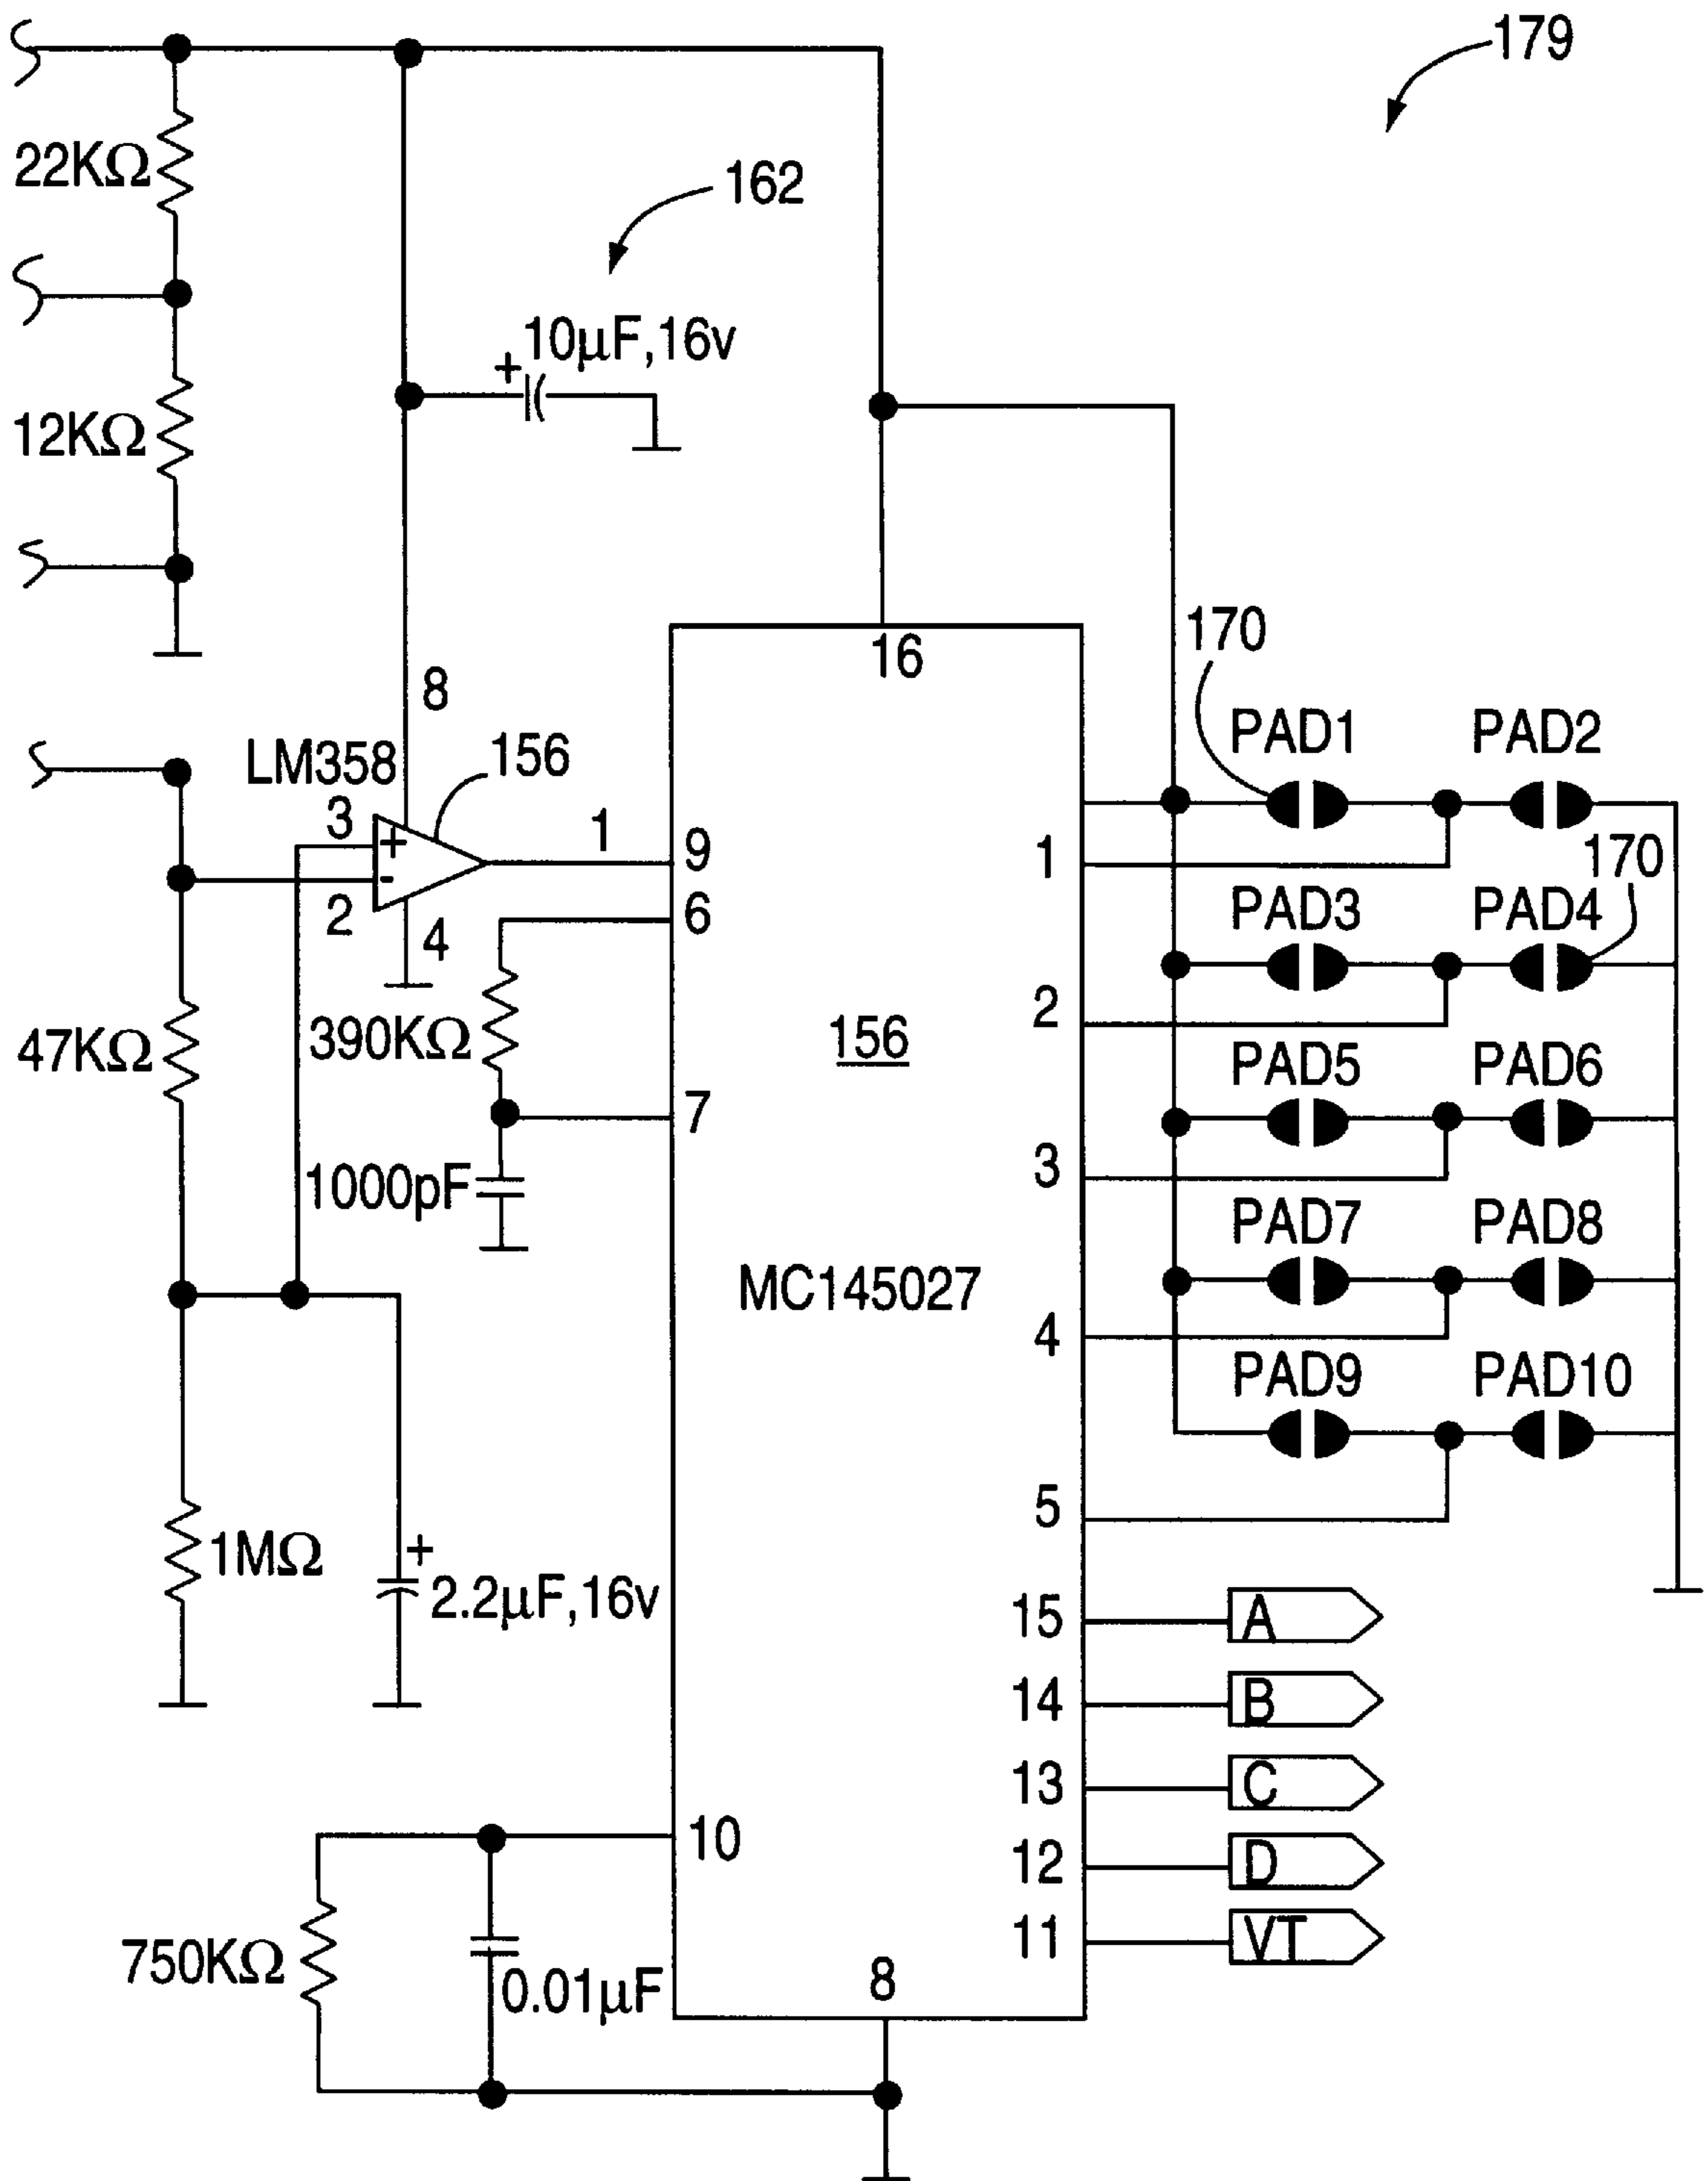 179
22KΩ
162
+
10µF,16v
12KΩ
16
170
8
PAD1
PAD2
LM358
156
3
+
1
9
1
170
-
2
4
6
PAD3
PAD4
47KΩ
390KΩ
156
2
PAD5
PAD6
7
1000pF
3
PAD7
PAD8
MC145027
4
PAD9
PAD10
5
1MΩ
+
2.2µF,16v
15
A
14
B
13
C
10
12
D
11
VT
750KΩ
0.01µF
8